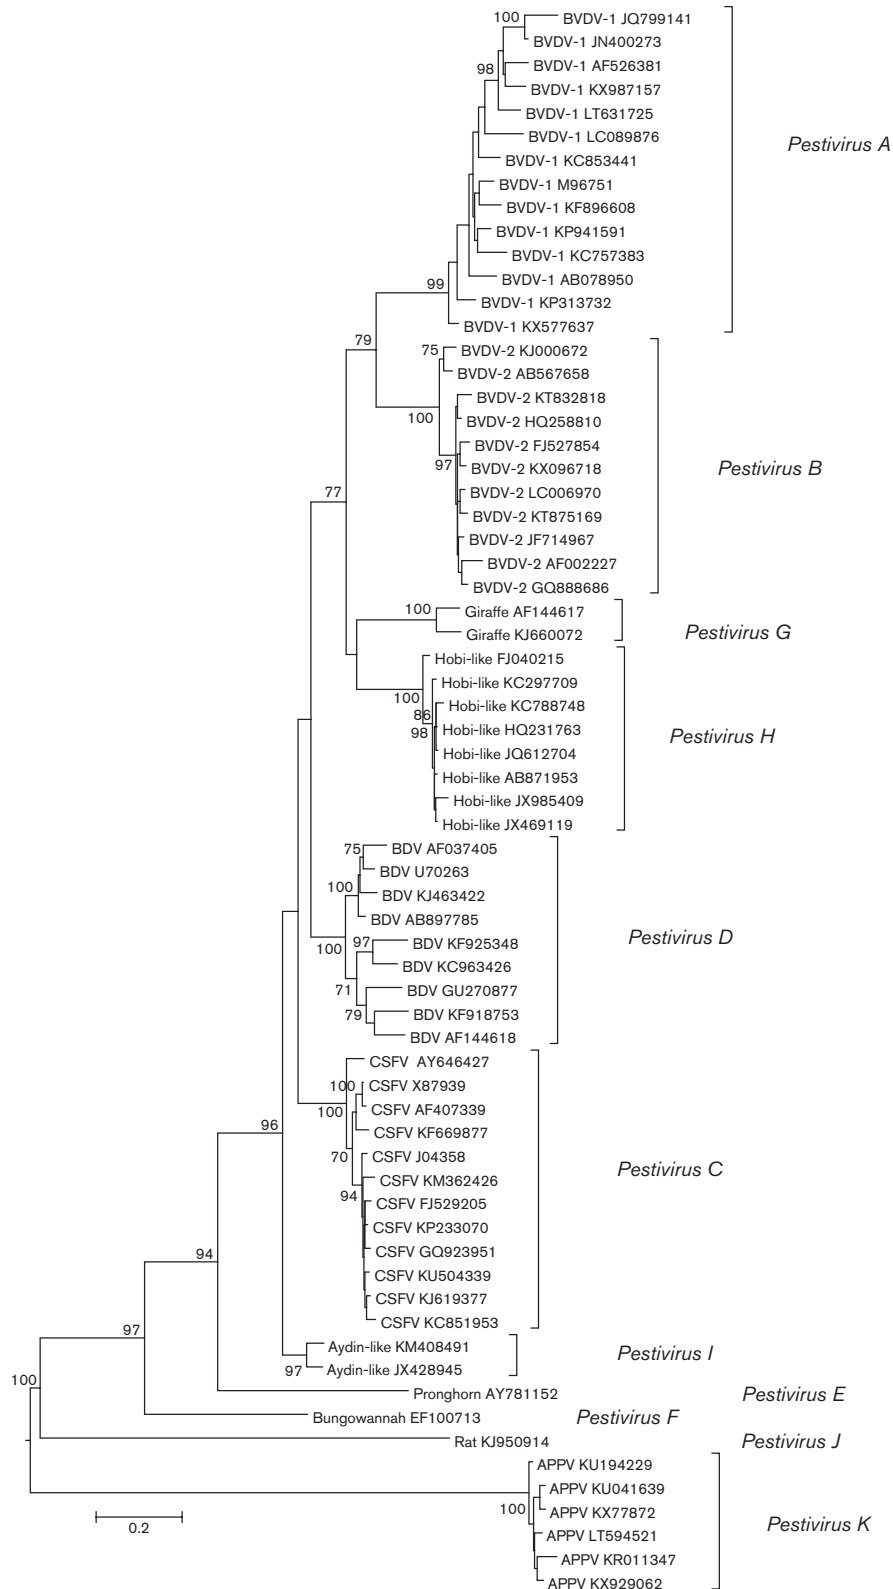 100
BVDV-1 JQ799141
BVDV-1 JN400273
BVDV-1 AF526381
98
BVDV-1 KX987157
BVDV-1 LT631725
BVDV-1 LC089876
Pestivirus A
BVDV-1 KC853441
BVDV-1 M96751
BVDV-1 KF896608
BVDV-1 KP941591
BVDV-1 KC757383
BVDV-1 AB078950
99
BVDV-1 KP313732
BVDV-1 KX577637
79
75
BVDV-2 KJ000672
BVDV-2 AB567658
BVDV-2 KT832818
100
BVDV-2 HQ258810
BVDV-2 FJ527854
97
BVDV-2 KX096718
Pestivirus B
77
BVDV-2 LC006970
BVDV-2 KT875169
BVDV-2 JF714967
BVDV-2 AF002227
BVDV-2 GQ888686
100
Giraffe AF144617
Giraffe KJ660072
Pestivirus G
Hobi-like FJ040215
Hobi-like KC297709
100
Hobi-like KC788748
86
Hobi-like HQ231763
98
Pestivirus H
Hobi-like JQ612704
Hobi-like AB871953
Hobi-like JX985409
Hobi-like JX469119
75
BDV AF037405
BDV U70263
100
BDV KJ463422
BDV AB897785
Pestivirus D
97
BDV KF925348
100
BDV KC963426
71
BDV GU270877
79
BDV KF918753
BDV AF144618
CSFV AY646427
100
CSFV X87939
100
CSFV AF407339
96
CSFV KF669877
70
CSFV J04358
Pestivirus C
CSFV KM362426
94
CSFV FJ529205
CSFV KP233070
CSFV GQ923951
94
CSFV KU504339
CSFV KJ619377
CSFV KC851953
97
Aydin-like KM408491
Pestivirus I
97
Aydin-like JX428945
100
Pronghorn AY781152
Pestivirus E
Bungowannah EF100713
Pestivirus F
Rat KJ950914
Pestivirus J
APPV KU194229
APPV KU041639
100
APPV KX77872
0.2
APPV LT594521
Pestivirus K
APPV KR011347
APPV KX929062